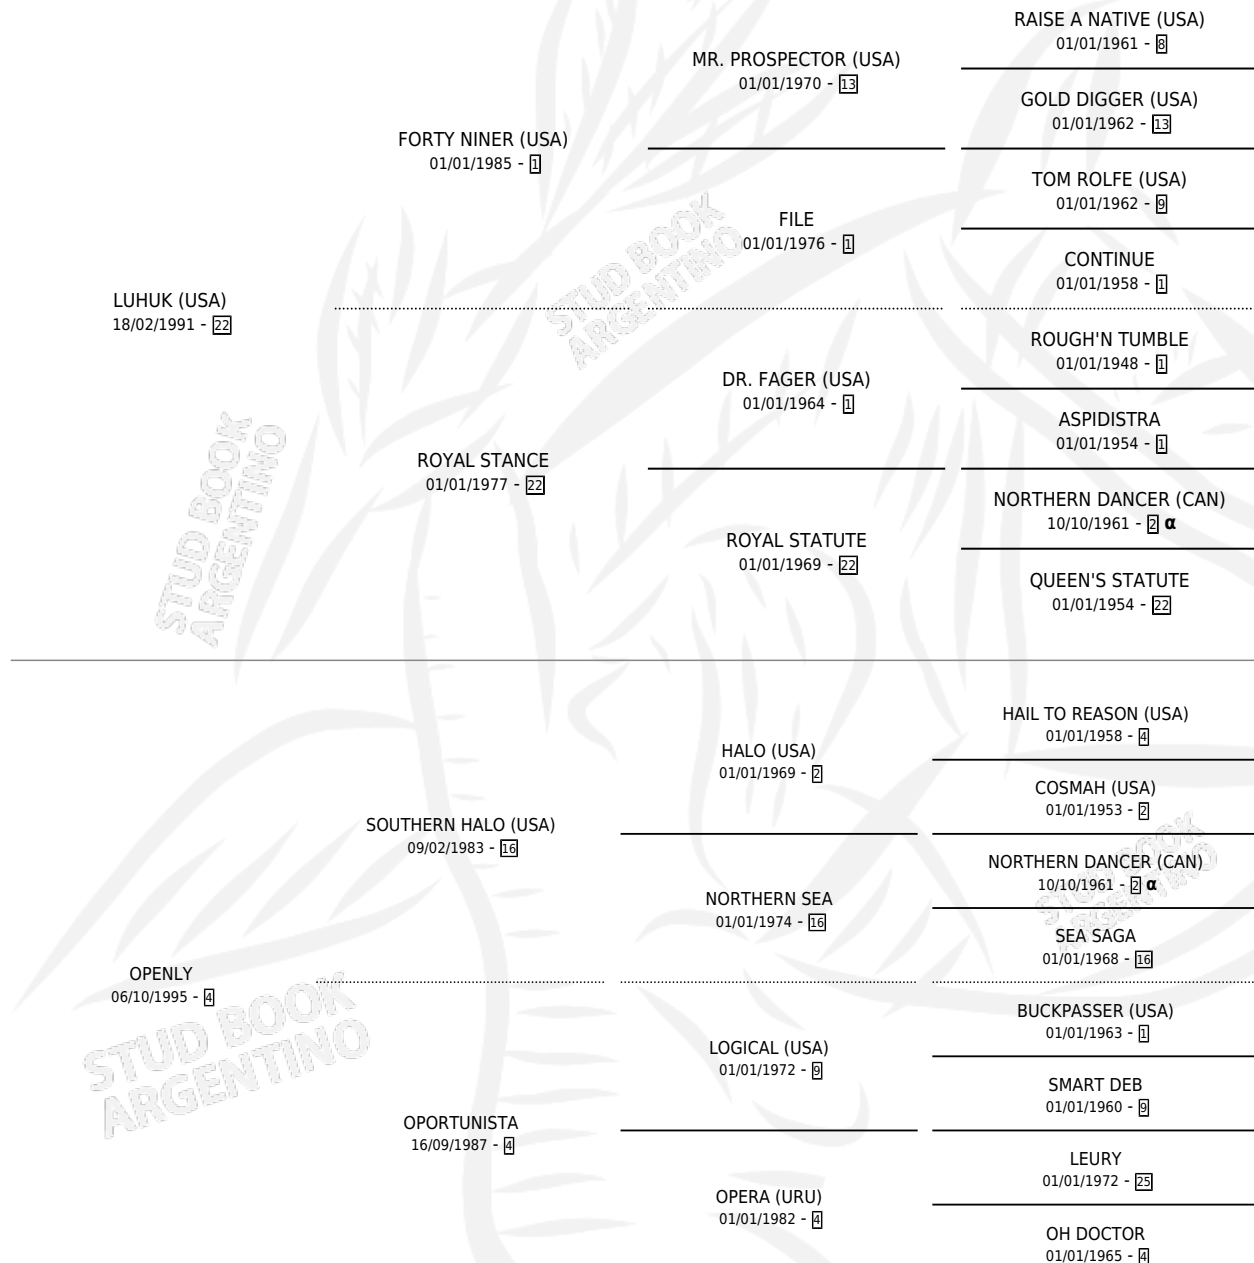 RAISE A NATIVE (USA)
01/01/1961 - 8
MR. PROSPECTOR (USA)
01/01/1970 - 13
GOLD DIGGER (USA)
01/01/1962 - 13
FORTY NINER (USA)
01/01/1985 - 1
TOM ROLFE (USA)
01/01/1962 - 9
FILE
01/01/1976 - 1
CONTINUE
01/01/1958 - 1
LUHUK (USA)
18/02/1991 - 22
ROUGH'N TUMBLE
01/01/1948 - 1
DR. FAGER (USA)
01/01/1964 - 1
ASPIDISTRA
01/01/1954 - 1
ROYAL STANCE
01/01/1977 - 22
NORTHERN DANCER (CAN)
10/10/1961 - 2 α
ROYAL STATUTE
01/01/1969 - 22
QUEEN'S STATUTE
01/01/1954 - 22
HAIL TO REASON (USA)
01/01/1958 - 4
HALO (USA)
01/01/1969 - 2
COSMAH (USA)
01/01/1953 - 2
SOUTHERN HALO (USA)
09/02/1983 - 16
NORTHERN DANCER (CAN)
10/10/1961 - 2 α
NORTHERN SEA
01/01/1974 - 16
SEA SAGA
01/01/1968 - 16
OPENLY
06/10/1995 - 4
BUCKPASSER (USA)
01/01/1963 - 1
LOGICAL (USA)
01/01/1972 - 9
SMART DEB
01/01/1960 - 9
OPORTUNISTA
16/09/1987 - 4
LEURY
01/01/1972 - 25
OPERA (URU)
01/01/1982 - 4
OH DOCTOR
01/01/1965 - 4
STUD BOOK
ARGENTINO
STUD BOOK
ARGENTINO
STUD BOOK
ARGENTINO
STUD BOOK
ARGENTINO